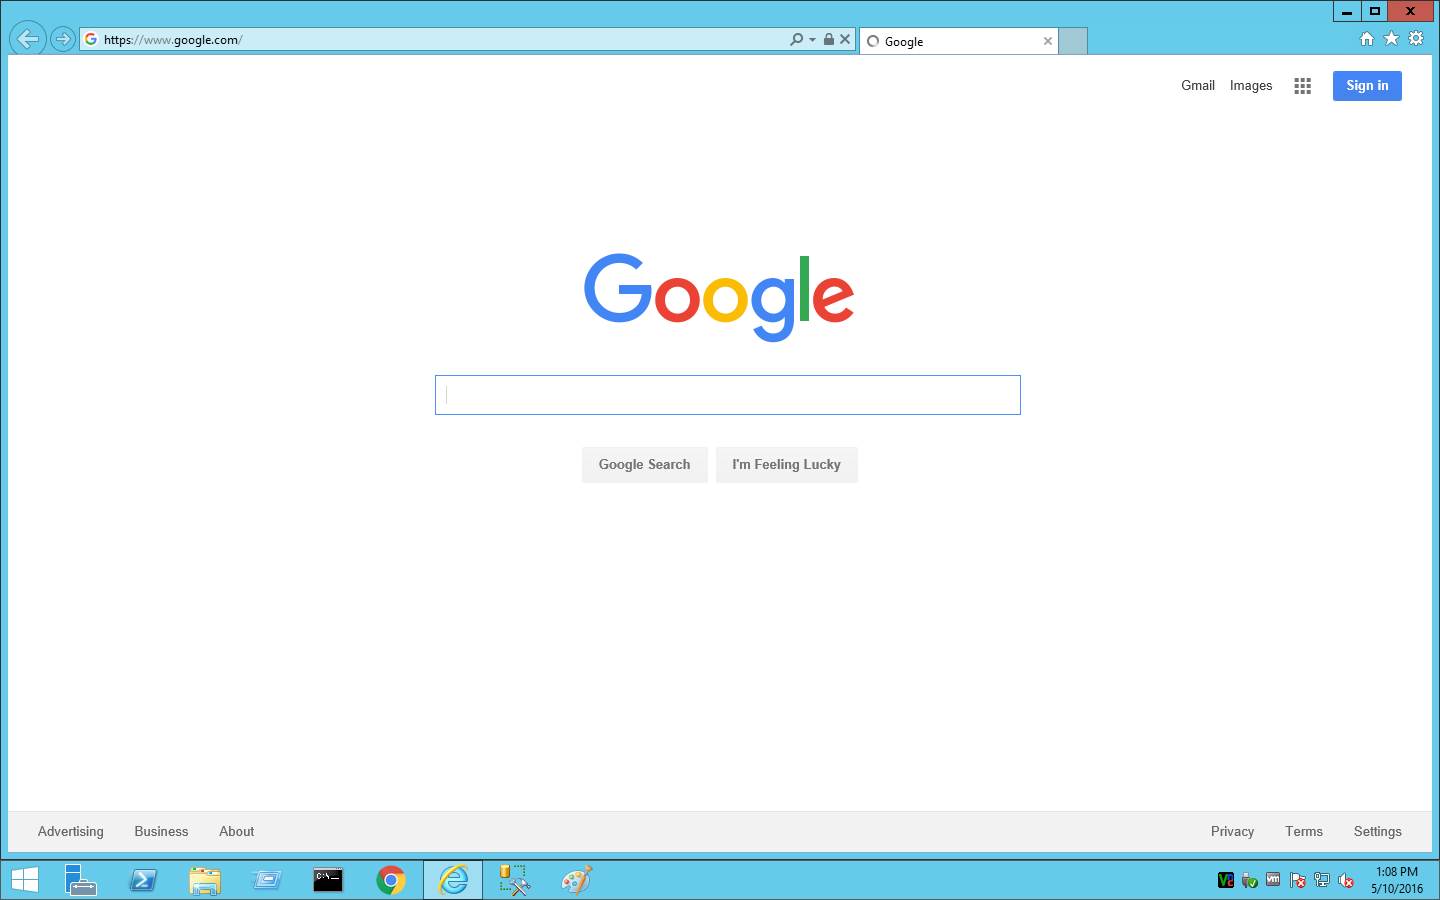 https://www.google.com/
Google
Gmail Images Sign in
Google
Google Search I'm Feeling Lucky
Advertising Business About Privacy Terms Settings
C:\
vm
1:08 PM
5/10/2016